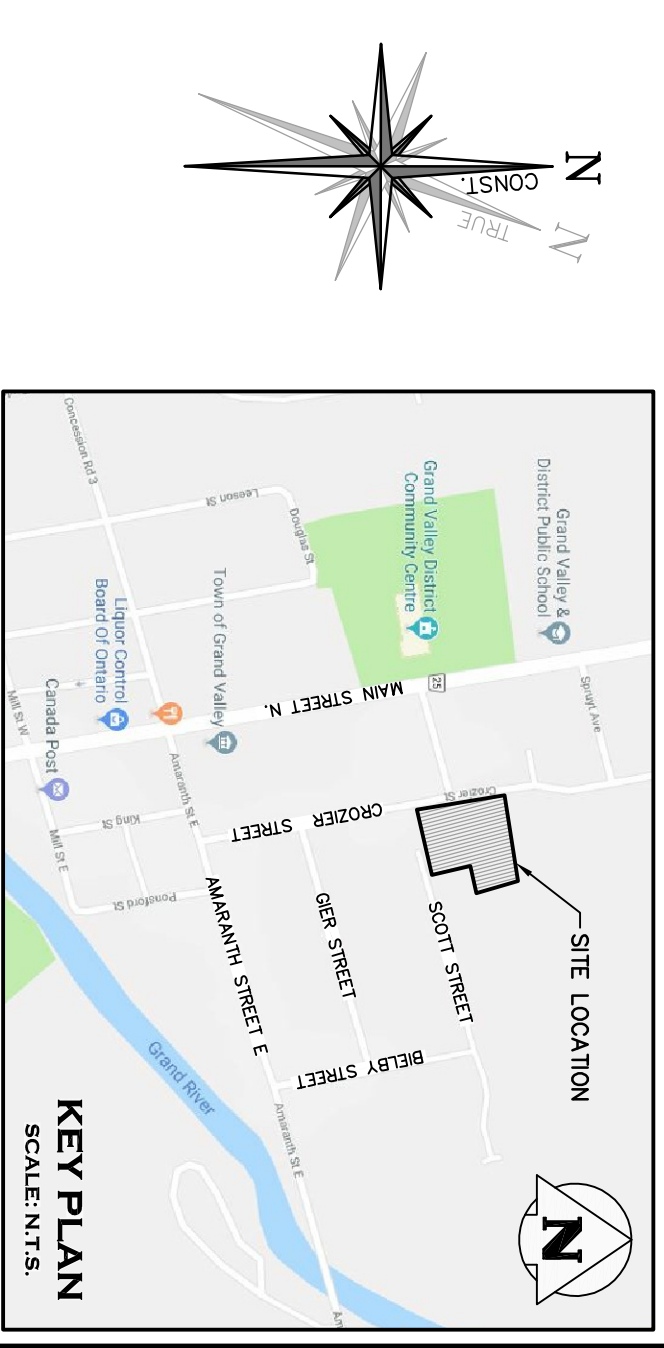 N
CONST.
N
TRUE
Grand Valley &
District Public School
Grand Valley District
Community Centre
25
Spruyt Ave
Crozier St
SITE LOCATION
N
Leeson St
Douglas St
MAIN STREET N.
CROZIER STREET
SCOTT STREET
GIER STREET
BIELBY STREET
Town of Grand Valley
Concession Rd 3
Liquor Control
Board Of Ontario
Amaranth St E
AMARANTH STREET E
Amaranth St E
Am
Canada Post
King St
Ponsford St
Mill St W
Mill St E
Grand River
KEY PLAN
SCALE: N.T.S.